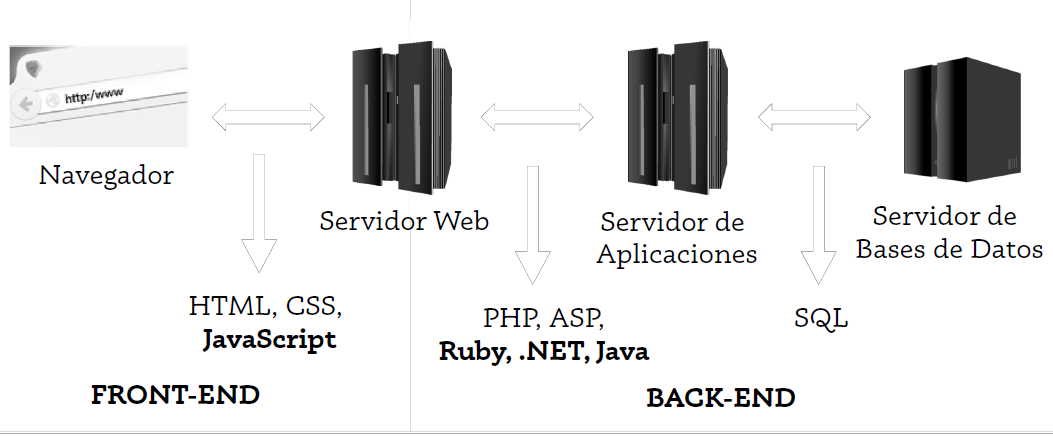 http:/www
Navegador
Servidor Web
Servidor de
Aplicaciones
Servidor de
Bases de Datos
HTML, CSS,
JavaScript
PHP, ASP,
Ruby, .NET, Java
SQL
FRONT-END
BACK-END